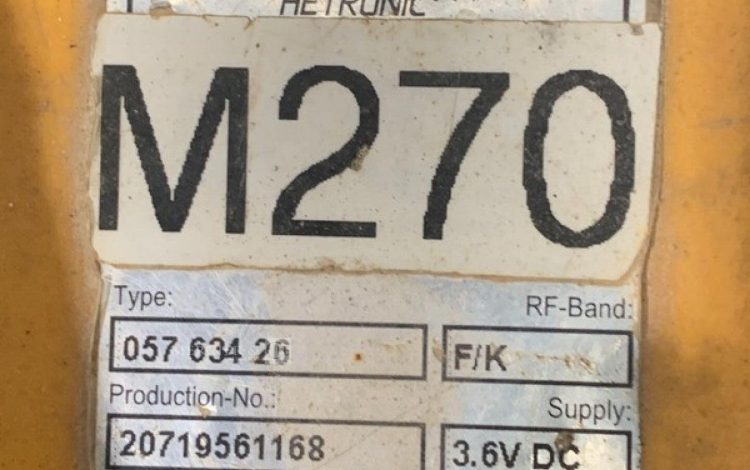 HETRONIC
M270
Type:
RF-Band:
057 634 26
F/K
Production-No.:
Supply:
20719561168
3.6V DC